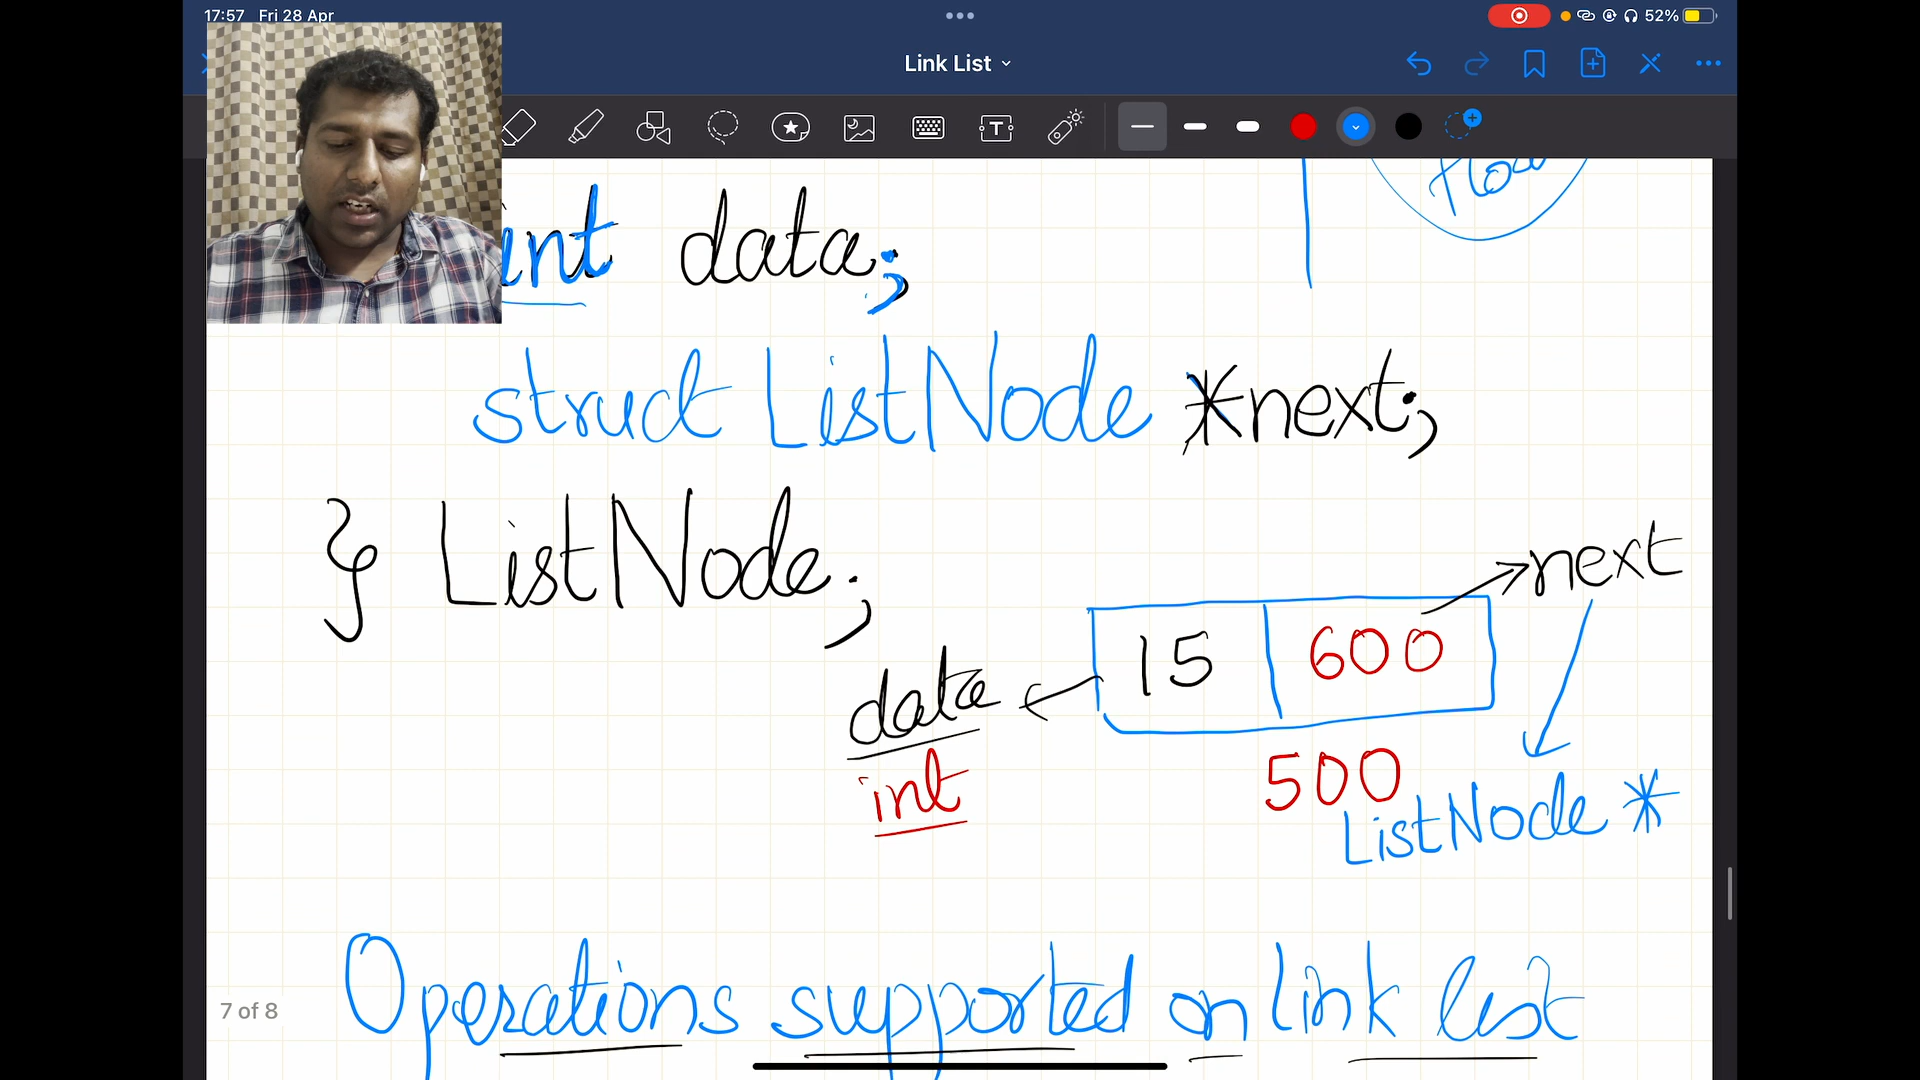 17:57 Fri 28 Apr
52%
Link List
T
flow
int data;
struct ListNode *next;
} ListNode;
next
15 600
data
int
500
ListNode *
Operations supported on link list
7 of 8